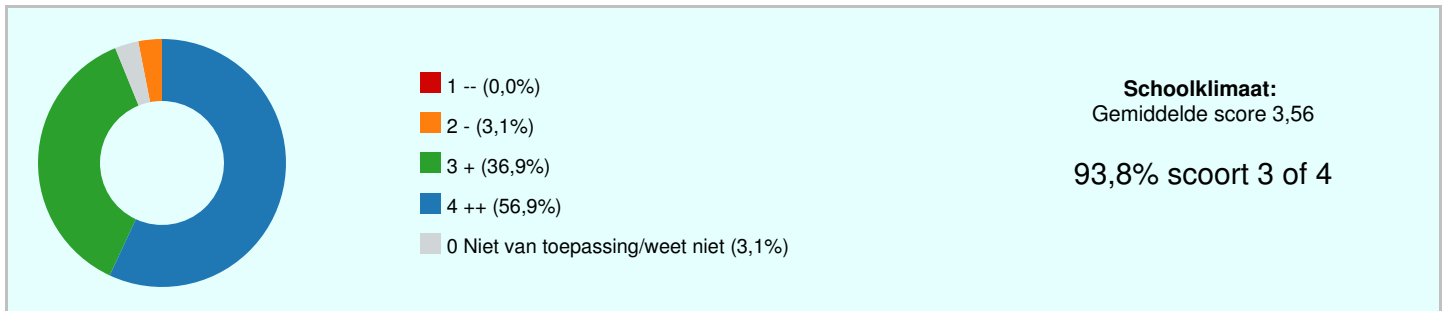 1 -- (0,0%)
2 - (3,1%)
3 + (36,9%)
4 ++ (56,9%)
0 Niet van toepassing/weet niet (3,1%)
Schoolklimaat:
Gemiddelde score 3,56
93,8% scoort 3 of 4